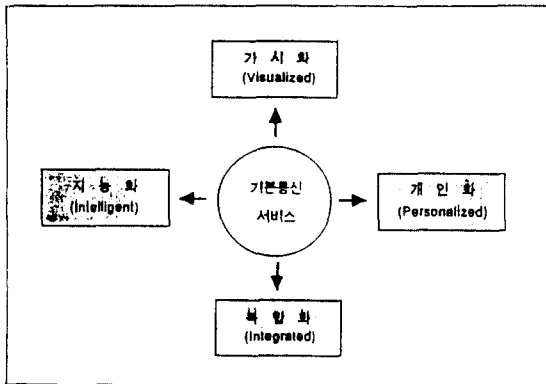 가 시 화
(Visualized)
지 능 화
(Intelligent)
기본통신
서비스
개 인 화
(Personalized)
복 합 화
(Integrated)